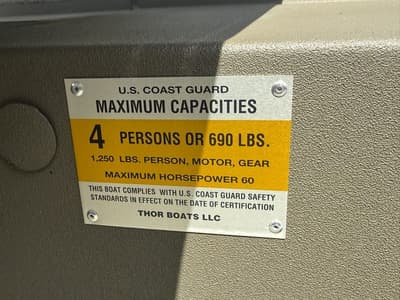 U.S. COAST GUARD
MAXIMUM CAPACITIES
4 PERSONS OR 690 LBS.
1,250 LBS. PERSON, MOTOR, GEAR
MAXIMUM HORSEPOWER 60
THIS BOAT COMPLIES WITH U.S. COAST GUARD SAFETY
STANDARDS IN EFFECT ON THE DATE OF CERTIFICATION
THOR BOATS LLC